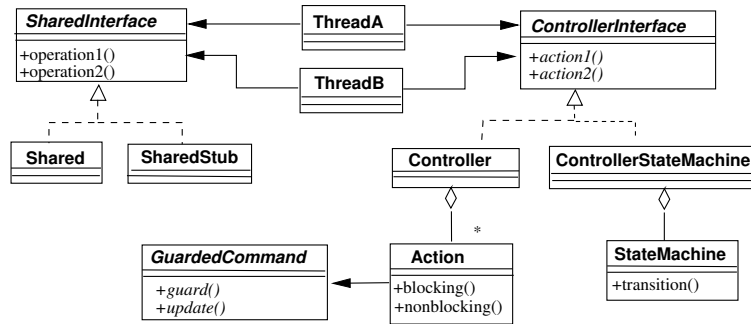 SharedInterface
+operation1()
+operation2()
ThreadA
ThreadB
ControllerInterface
+action1()
+action2()
Shared
SharedStub
Controller
ControllerStateMachine
*
GuardedCommand
+guard()
+update()
Action
+blocking()
+nonblocking()
StateMachine
+transition()